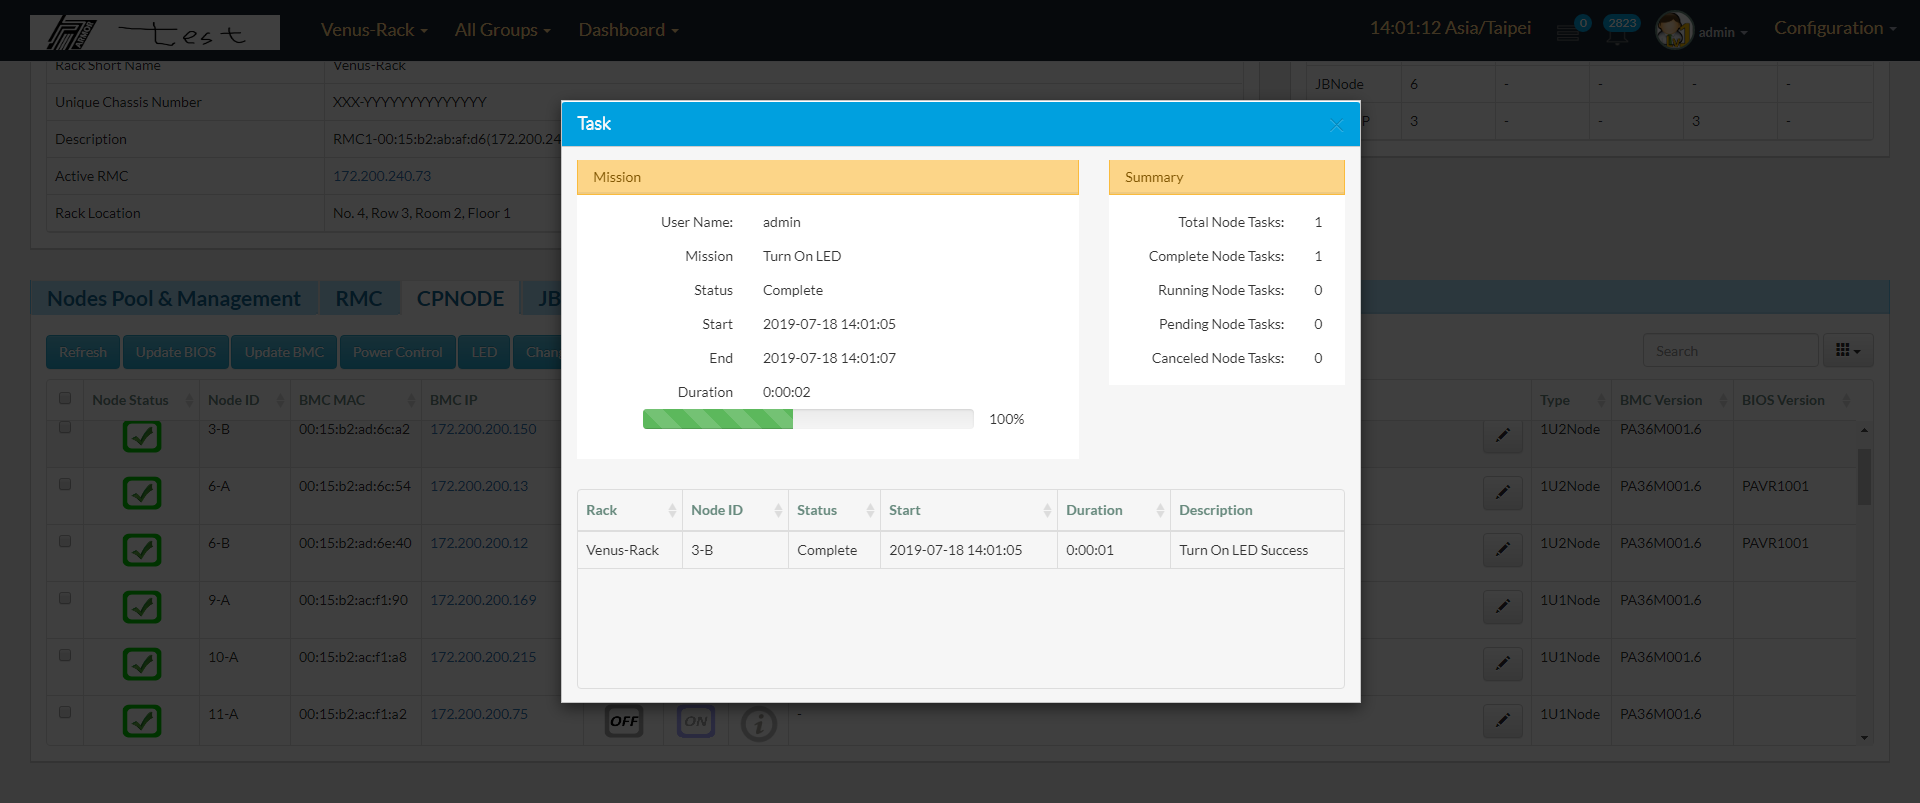 ARMOR test
Venus-Rack
All Groups
Dashboard
14:01:12 Asia/Taipei
0
2823
admin
Configuration
Rack Short Name Venus-Rack
Unique Chassis Number XXX-YYYYYYYYYYYYYY
Description RMC1-00:15:b2:ab:af:d6(172.200.24
Active RMC 172.200.240.73
Rack Location No. 4, Row 3, Room 2, Floor 1
JBNode 6 - - - -
P 3 - - 3 -
Nodes Pool & Management RMC CPNODE JB
Refresh Update BIOS Update BMC Power Control LED Chan
Search
Node Status Node ID BMC MAC BMC IP Type BMC Version BIOS Version
3-B 00:15:b2:ad:6c:a2 172.200.200.150 1U2Node PA36M001.6
6-A 00:15:b2:ad:6c:54 172.200.200.13 1U2Node PA36M001.6 PAVR1001
6-B 00:15:b2:ad:6e:40 172.200.200.12 1U2Node PA36M001.6 PAVR1001
9-A 00:15:b2:ac:f1:90 172.200.200.169 1U1Node PA36M001.6
10-A 00:15:b2:ac:f1:a8 172.200.200.215 1U1Node PA36M001.6
11-A 00:15:b2:ac:f1:a2 172.200.200.75 OFF ON i - 1U1Node PA36M001.6
Task
Mission
User Name: admin
Mission Turn On LED
Status Complete
Start 2019-07-18 14:01:05
End 2019-07-18 14:01:07
Duration 0:00:02
100%
Summary
Total Node Tasks: 1
Complete Node Tasks: 1
Running Node Tasks: 0
Pending Node Tasks: 0
Canceled Node Tasks: 0
Rack Node ID Status Start Duration Description
Venus-Rack 3-B Complete 2019-07-18 14:01:05 0:00:01 Turn On LED Success